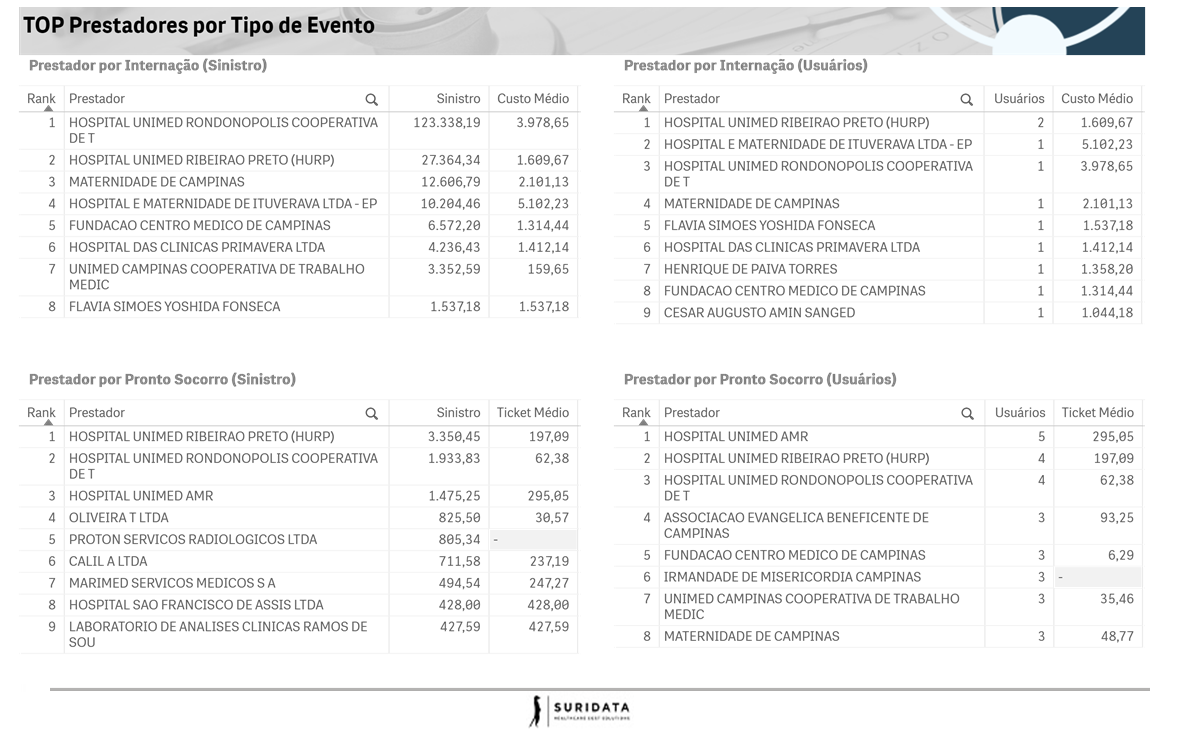 TOP Prestadores por Tipo de Evento
Prestador por Internação (Sinistro)
Rank Prestador Sinistro Custo Médio
1 HOSPITAL UNIMED RONDONOPOLIS COOPERATIVA 123.338,19 3.978,65
DE T
2 HOSPITAL UNIMED RIBEIRAO PRETO (HURP) 27.364,34 1.609,67
3 MATERNIDADE DE CAMPINAS 12.606,79 2.101,13
4 HOSPITAL E MATERNIDADE DE ITUVERAVA LTDA - EP 10.204,46 5.102,23
5 FUNDACAO CENTRO MEDICO DE CAMPINAS 6.572,20 1.314,44
6 HOSPITAL DAS CLINICAS PRIMAVERA LTDA 4.236,43 1.412,14
7 UNIMED CAMPINAS COOPERATIVA DE TRABALHO 3.352,59 159,65
MEDIC
8 FLAVIA SIMOES YOSHIDA FONSECA 1.537,18 1.537,18
Prestador por Internação (Usuários)
Rank Prestador Usuários Custo Médio
1 HOSPITAL UNIMED RIBEIRAO PRETO (HURP) 2 1.609,67
2 HOSPITAL E MATERNIDADE DE ITUVERAVA LTDA - EP 1 5.102,23
3 HOSPITAL UNIMED RONDONOPOLIS COOPERATIVA 1 3.978,65
DE T
4 MATERNIDADE DE CAMPINAS 1 2.101,13
5 FLAVIA SIMOES YOSHIDA FONSECA 1 1.537,18
6 HOSPITAL DAS CLINICAS PRIMAVERA LTDA 1 1.412,14
7 HENRIQUE DE PAIVA TORRES 1 1.358,20
8 FUNDACAO CENTRO MEDICO DE CAMPINAS 1 1.314,44
9 CESAR AUGUSTO AMIN SANGED 1 1.044,18
Prestador por Pronto Socorro (Sinistro)
Rank Prestador Sinistro Ticket Médio
1 HOSPITAL UNIMED RIBEIRAO PRETO (HURP) 3.350,45 197,09
2 HOSPITAL UNIMED RONDONOPOLIS COOPERATIVA 1.933,83 62,38
DE T
3 HOSPITAL UNIMED AMR 1.475,25 295,05
4 OLIVEIRA T LTDA 825,50 30,57
5 PROTON SERVICOS RADIOLOGICOS LTDA 805,34 -
6 CALIL A LTDA 711,58 237,19
7 MARIMED SERVICOS MEDICOS S A 494,54 247,27
8 HOSPITAL SAO FRANCISCO DE ASSIS LTDA 428,00 428,00
9 LABORATORIO DE ANALISES CLINICAS RAMOS DE 427,59 427,59
SOU
Prestador por Pronto Socorro (Usuários)
Rank Prestador Usuários Ticket Médio
1 HOSPITAL UNIMED AMR 5 295,05
2 HOSPITAL UNIMED RIBEIRAO PRETO (HURP) 4 197,09
3 HOSPITAL UNIMED RONDONOPOLIS COOPERATIVA 4 62,38
DE T
4 ASSOCIACAO EVANGELICA BENEFICENTE DE 3 93,25
CAMPINAS
5 FUNDACAO CENTRO MEDICO DE CAMPINAS 3 6,29
6 IRMANDADE DE MISERICORDIA CAMPINAS 3 -
7 UNIMED CAMPINAS COOPERATIVA DE TRABALHO 3 35,46
MEDIC
8 MATERNIDADE DE CAMPINAS 3 48,77
SURIDATA
HEALTHCARE COST SOLUTIONS